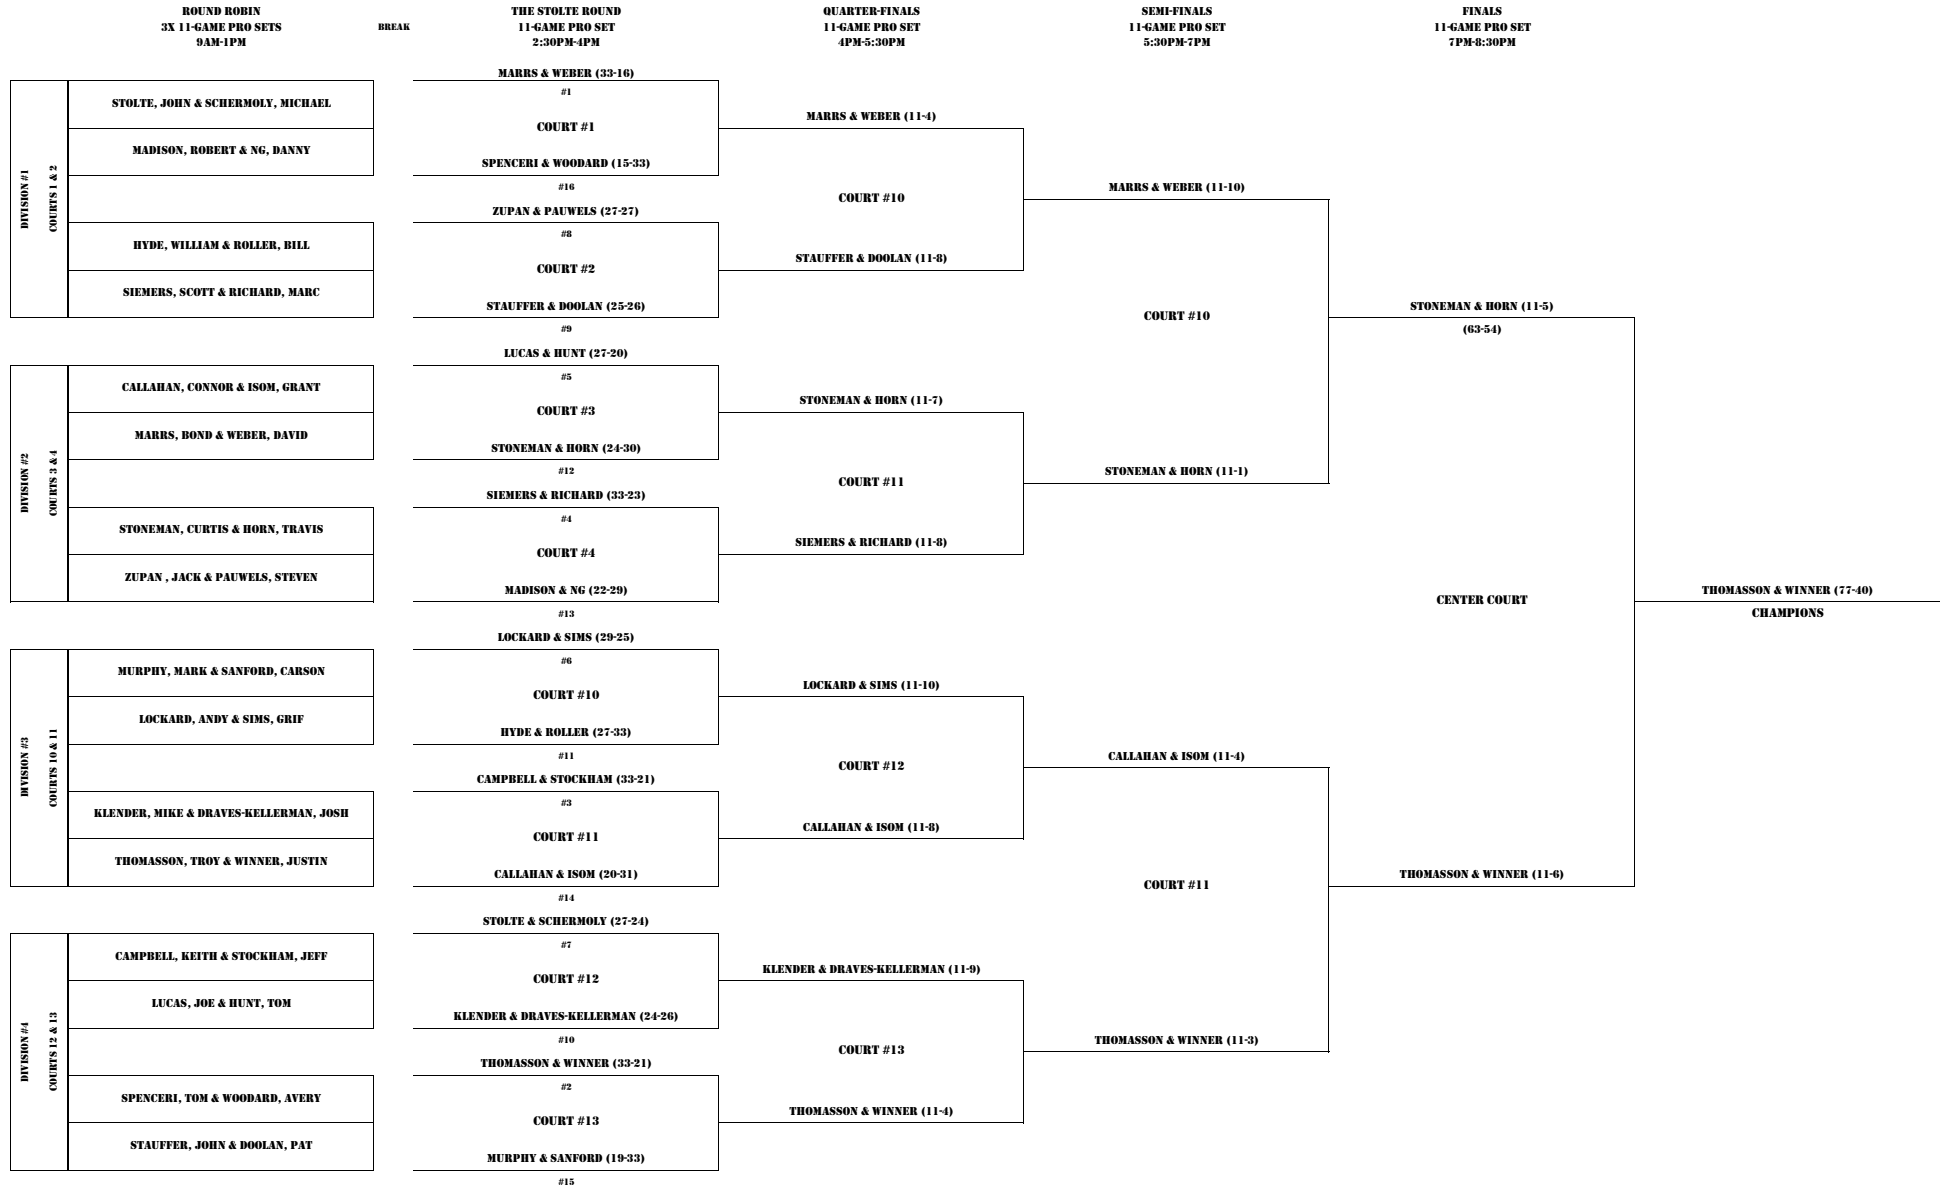 ROUND ROBIN
3X 11-GAME PRO SETS
9AM-1PM
BREAK
THE STOLTE ROUND
11-GAME PRO SET
2:30PM-4PM
QUARTER-FINALS
11-GAME PRO SET
4PM-5:30PM
SEMI-FINALS
11-GAME PRO SET
5:30PM-7PM
FINALS
11-GAME PRO SET
7PM-8:30PM
DIVISION #1
COURTS 1 & 2
STOLTE, JOHN & SCHERMOLY, MICHAEL
MADISON, ROBERT & NG, DANNY
HYDE, WILLIAM & ROLLER, BILL
SIEMERS, SCOTT & RICHARD, MARC
DIVISION #2
COURTS 3 & 4
CALLAHAN, CONNOR & ISOM, GRANT
MARRS, BOND & WEBER, DAVID
STONEMAN, CURTIS & HORN, TRAVIS
ZUPAN , JACK & PAUWELS, STEVEN
DIVISION #3
COURTS 10 & 11
MURPHY, MARK & SANFORD, CARSON
LOCKARD, ANDY & SIMS, GRIF
KLENDER, MIKE & DRAVES-KELLERMAN, JOSH
THOMASSON, TROY & WINNER, JUSTIN
DIVISION #4
COURTS 12 & 13
CAMPBELL, KEITH & STOCKHAM, JEFF
LUCAS, JOE & HUNT, TOM
SPENCERI, TOM & WOODARD, AVERY
STAUFFER, JOHN & DOOLAN, PAT
MARRS & WEBER (33-16)
#1
COURT #1
SPENCERI & WOODARD (15-33)
#16
ZUPAN & PAUWELS (27-27)
#8
COURT #2
STAUFFER & DOOLAN (25-26)
#9
LUCAS & HUNT (27-20)
#5
COURT #3
STONEMAN & HORN (24-30)
#12
SIEMERS & RICHARD (33-23)
#4
COURT #4
MADISON & NG (22-29)
#13
LOCKARD & SIMS (29-25)
#6
COURT #10
HYDE & ROLLER (27-33)
#11
CAMPBELL & STOCKHAM (33-21)
#3
COURT #11
CALLAHAN & ISOM (20-31)
#14
STOLTE & SCHERMOLY (27-24)
#7
COURT #12
KLENDER & DRAVES-KELLERMAN (24-26)
#10
THOMASSON & WINNER (33-21)
#2
COURT #13
MURPHY & SANFORD (19-33)
#15
MARRS & WEBER (11-4)
COURT #10
STAUFFER & DOOLAN (11-8)
STONEMAN & HORN (11-7)
COURT #11
SIEMERS & RICHARD (11-8)
LOCKARD & SIMS (11-10)
COURT #12
CALLAHAN & ISOM (11-8)
KLENDER & DRAVES-KELLERMAN (11-9)
COURT #13
THOMASSON & WINNER (11-4)
MARRS & WEBER (11-10)
COURT #10
STONEMAN & HORN (11-1)
CALLAHAN & ISOM (11-4)
COURT #11
THOMASSON & WINNER (11-3)
STONEMAN & HORN (11-5)
(63-54)
CENTER COURT
THOMASSON & WINNER (11-6)
THOMASSON & WINNER (77-40)
CHAMPIONS